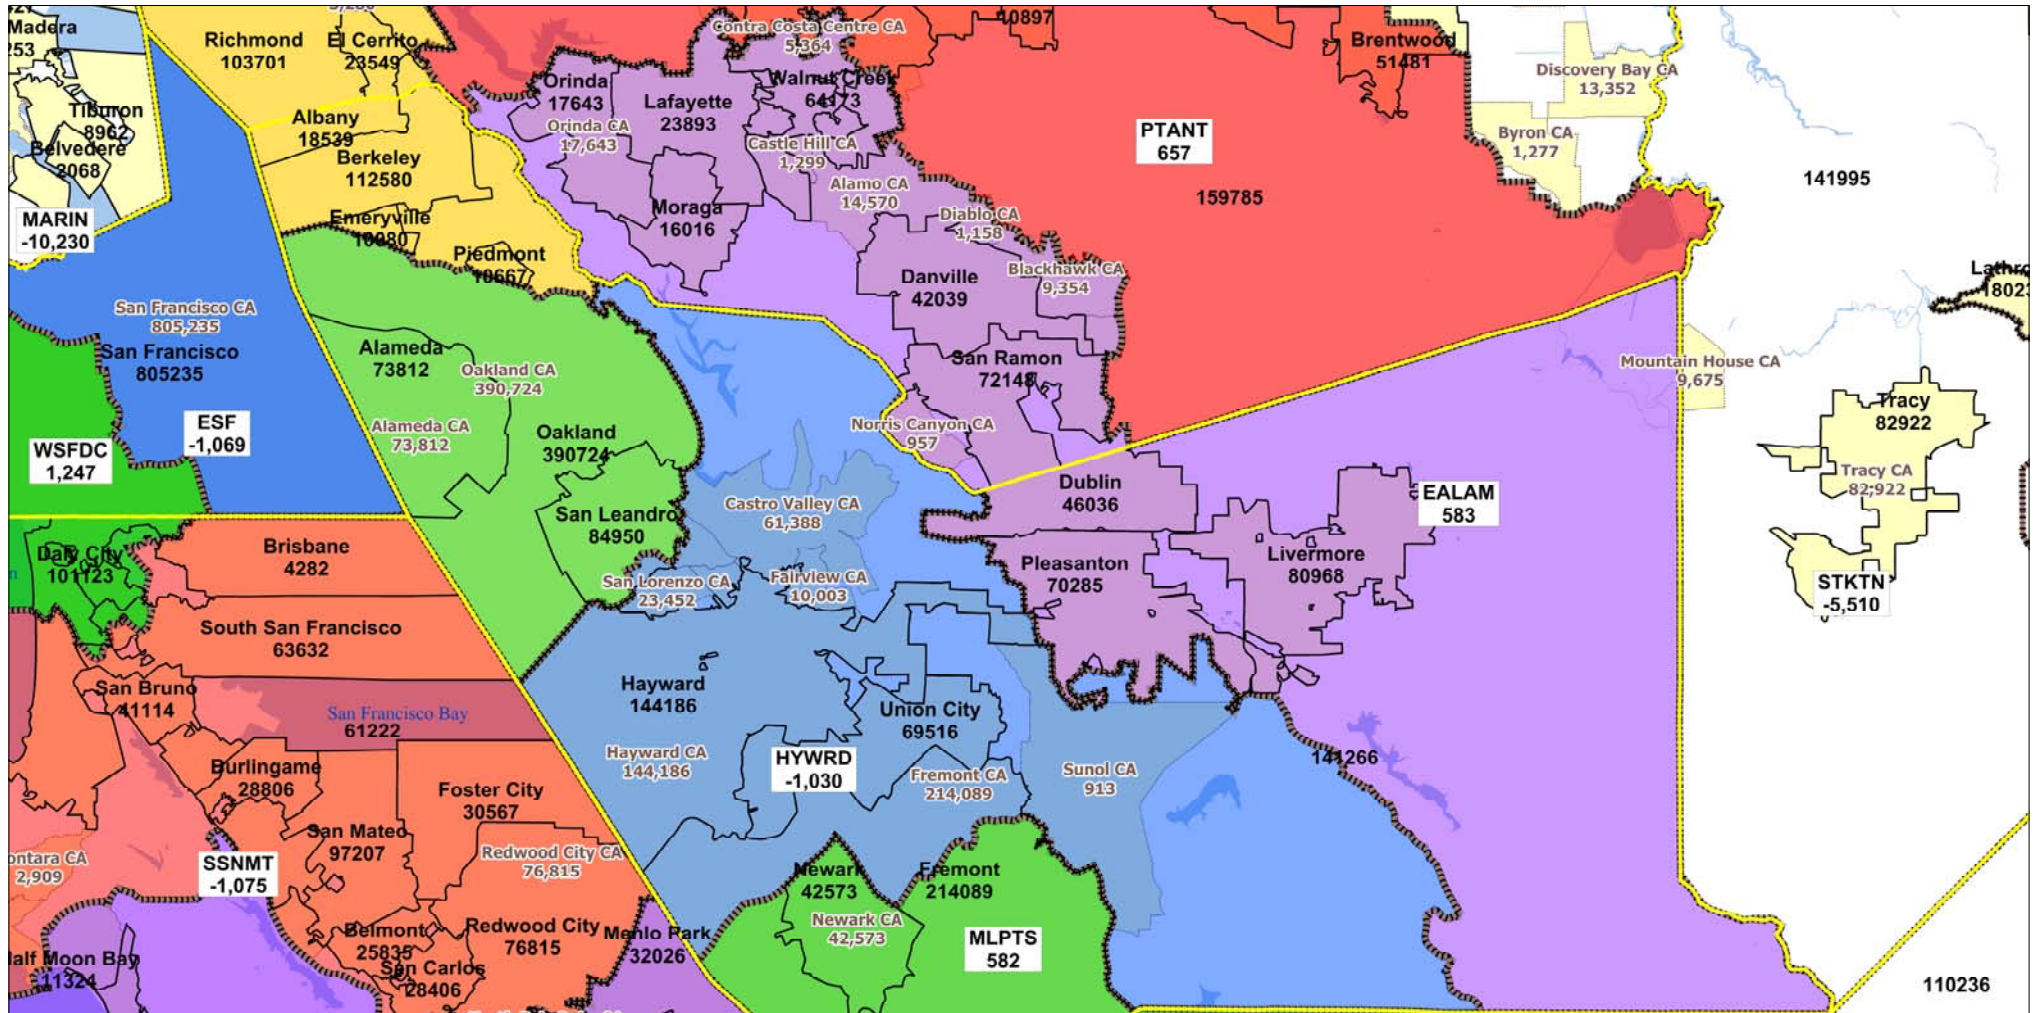 Madera
253
Tiburon
8962
Belvedere
2068
MARIN
-10,230
Richmond
103701
El Cerrito
23549
Albany
18539
Berkeley
112580
Emeryville
10080
Piedmont
10667
Contra Costa Centre CA
5,364
10897
Orinda
17643
Orinda CA
17,643
Lafayette
23893
Walnut Creek
64173
Castle Hill CA
1,299
Alamo CA
14,570
Moraga
16016
Diablo CA
1,158
Danville
42039
Blackhawk CA
9,354
San Ramon
72148
Norris Canyon CA
957
PTANT
657
159785
Brentwood
51481
Discovery Bay CA
13,352
Byron CA
1,277
141995
Mountain House CA
9,675
Tracy
82922
Tracy CA
82,922
STKTN
-5,510
San Francisco CA
805,235
San Francisco
805235
ESF
-1,069
WSFDC
1,247
Alameda
73812
Oakland CA
390,724
Alameda CA
73,812
Oakland
390724
San Leandro
84950
Castro Valley CA
61,388
San Lorenzo CA
23,452
Fairview CA
10,003
Dublin
46036
Pleasanton
70285
Livermore
80968
EALAM
583
Daly City
101123
Brisbane
4282
South San Francisco
63632
San Bruno
41114
San Francisco Bay
61222
Burlingame
28806
Foster City
30567
San Mateo
97207
Redwood City CA
76,815
ontara CA
2,909
SSNMT
-1,075
Belmont
25835
Redwood City
76815
San Carlos
28406
Menlo Park
32026
alf Moon Bay
11324
Hayward
144186
Hayward CA
144,186
Union City
69516
HYWRD
-1,030
Fremont CA
214,089
Sunol CA
913
141266
Newark
42573
Newark CA
42,573
Fremont
214089
MLPTS
582
110236